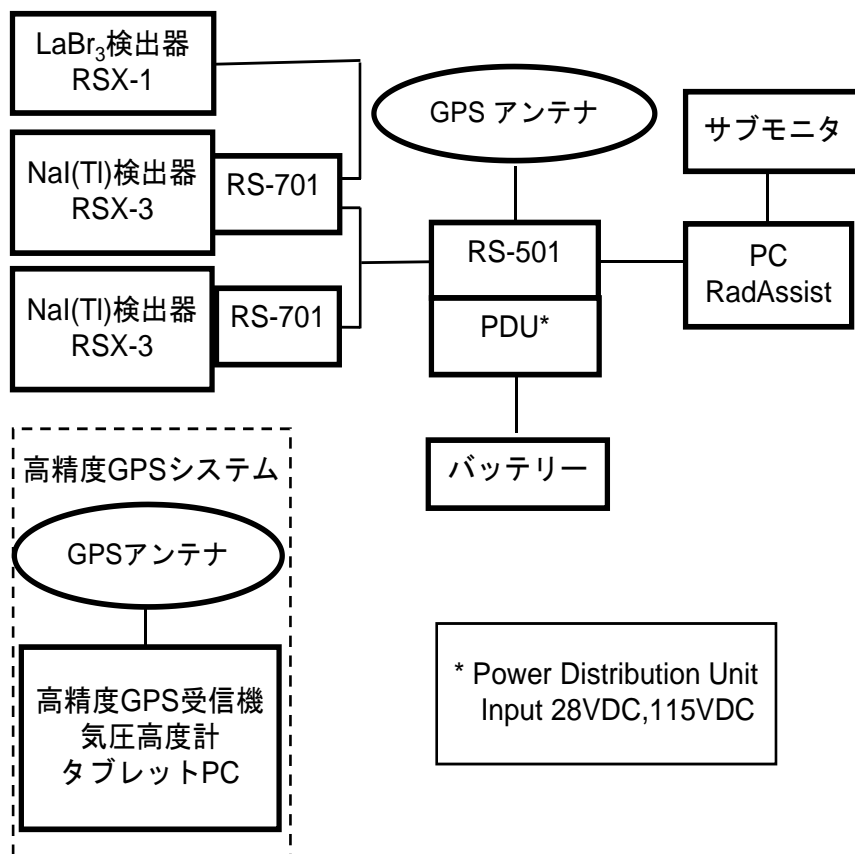 LaBr₃検出器
RSX-1
NaI(Tl)検出器
RSX-3
RS-701
NaI(Tl)検出器
RSX-3
RS-701
GPS アンテナ
RS-501
PDU*
バッテリー
サブモニタ
PC
RadAssist
高精度GPSシステム
GPSアンテナ
高精度GPS受信機
気圧高度計
タブレットPC
* Power Distribution Unit
Input 28VDC,115VDC